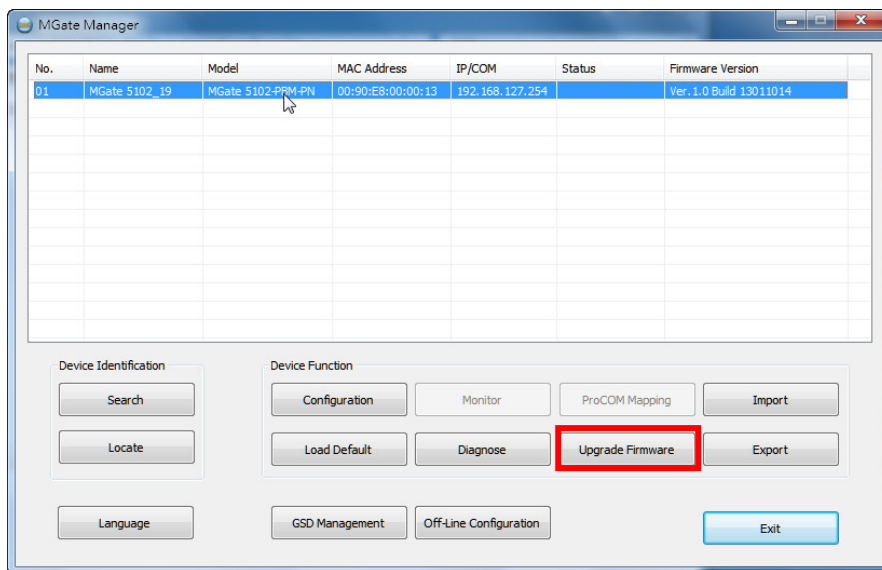 MGate Manager
No. Name Model MAC Address IP/COM Status Firmware Version
01 MGate 5102_19 MGate 5102-PBM-PN 00:90:E8:00:00:13 192.168.127.254 Ver.1.0 Build 13011014
Device Identification Device Function
Search Configuration Monitor ProCOM Mapping Import
Locate Load Default Diagnose Upgrade Firmware Export
Language GSD Management Off-Line Configuration Exit